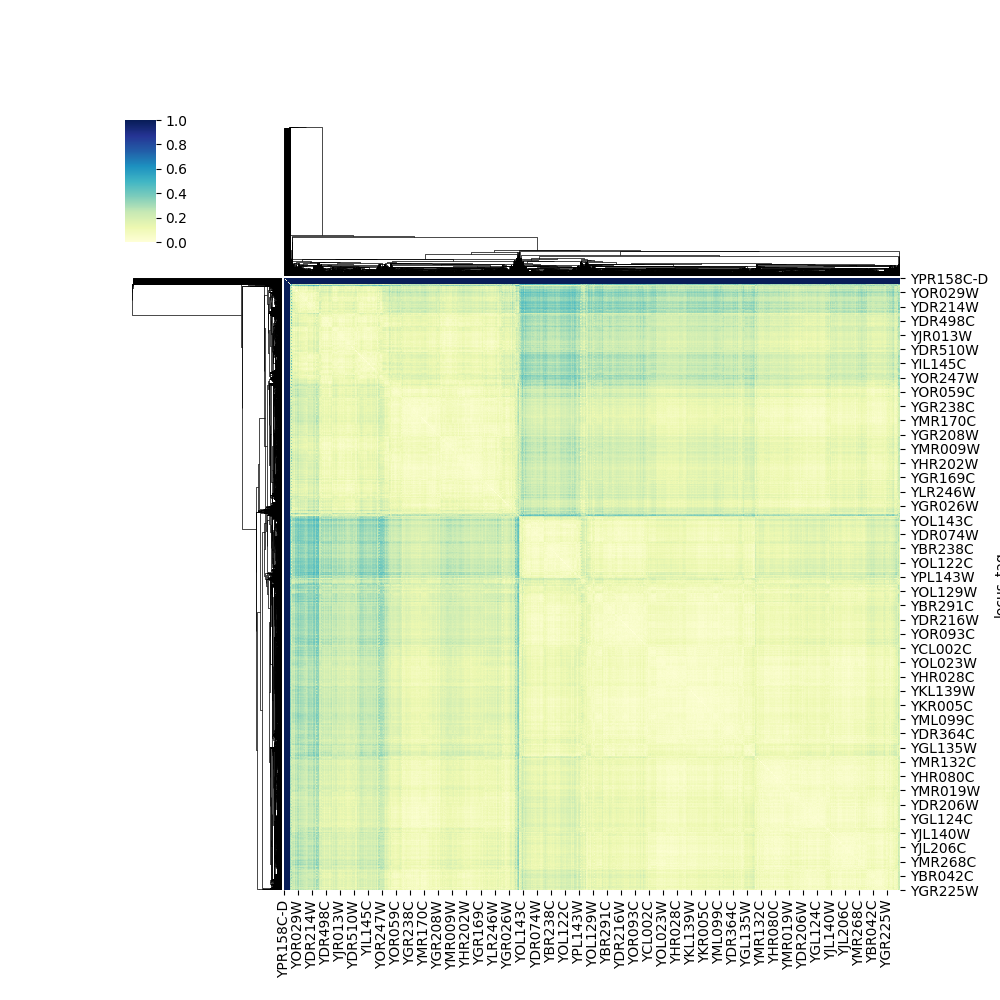 1.0
0.8
0.6
0.4
0.2
0.0
YPR158C-D
YOR029W
YDR214W
YDR498C
YJR013W
YDR510W
YIL145C
YOR247W
YOR059C
YGR238C
YMR170C
YGR208W
YMR009W
YHR202W
YGR169C
YLR246W
YGR026W
YOL143C
YDR074W
YBR238C
YOL122C
YPL143W
YOL129W
YBR291C
YDR216W
YOR093C
YCL002C
YOL023W
YHR028C
YKL139W
YKR005C
YML099C
YDR364C
YGL135W
YMR132C
YHR080C
YMR019W
YDR206W
YGL124C
YJL140W
YJL206C
YMR268C
YBR042C
YGR225W
locus_tag
YPR158C-D
YOR029W
YDR214W
YDR498C
YJR013W
YDR510W
YIL145C
YOR247W
YOR059C
YGR238C
YMR170C
YGR208W
YMR009W
YHR202W
YGR169C
YLR246W
YGR026W
YOL143C
YDR074W
YBR238C
YOL122C
YPL143W
YOL129W
YBR291C
YDR216W
YOR093C
YCL002C
YOL023W
YHR028C
YKL139W
YKR005C
YML099C
YDR364C
YGL135W
YMR132C
YHR080C
YMR019W
YDR206W
YGL124C
YJL140W
YJL206C
YMR268C
YBR042C
YGR225W